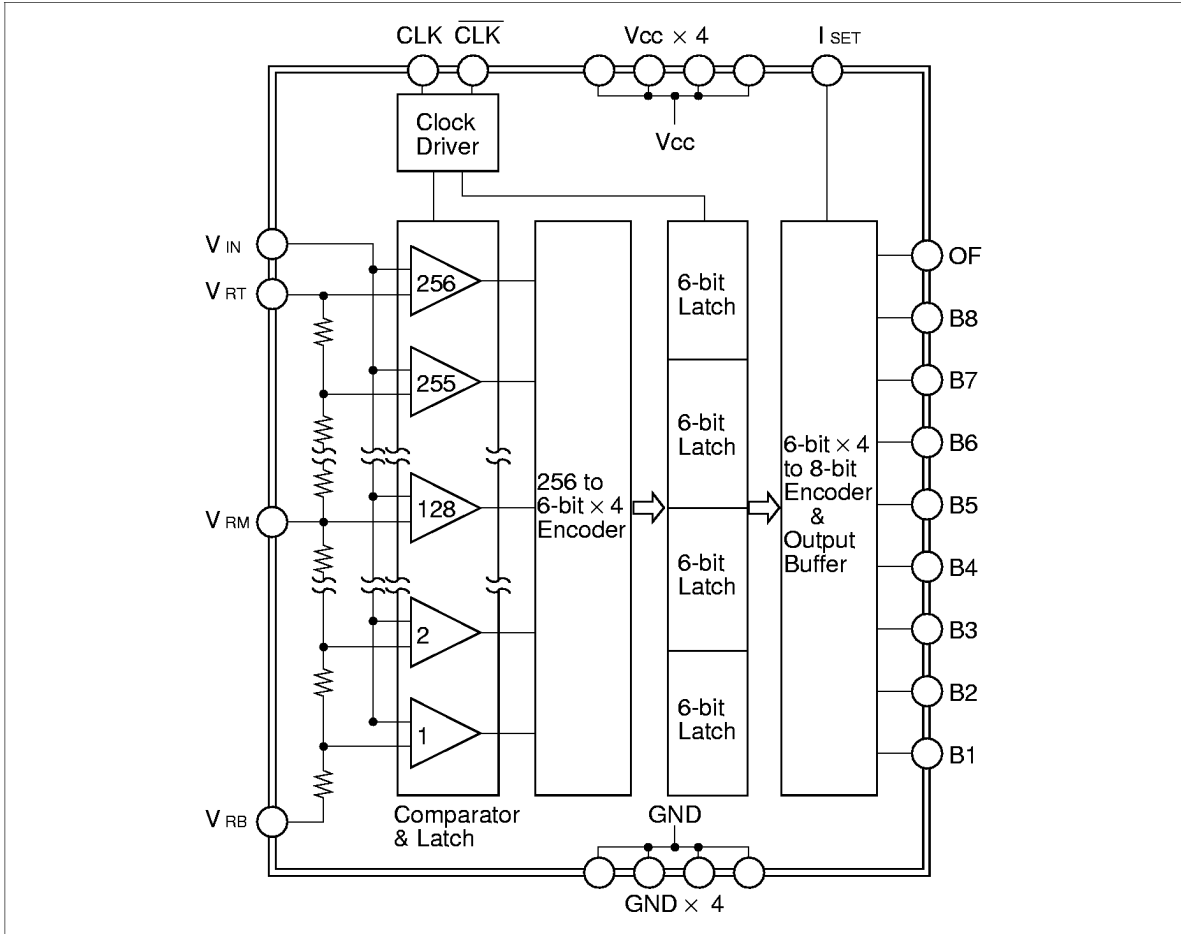 CLK C̅L̅K̅ Vcc × 4 I SET
Clock
Driver
Vcc
V IN
V RT
V RM
V RB
256
255
128
2
1
Comparator
& Latch
256 to
6-bit × 4
Encoder
6-bit
Latch
6-bit
Latch
6-bit
Latch
6-bit
Latch
6-bit × 4
to 8-bit
Encoder
&
Output
Buffer
OF
B8
B7
B6
B5
B4
B3
B2
B1
GND
GND × 4